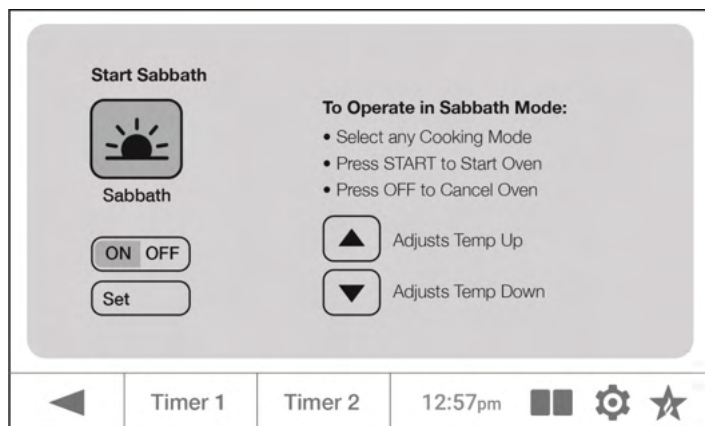 Start Sabbath
Sabbath
ON OFF
Set
To Operate in Sabbath Mode:
• Select any Cooking Mode
• Press START to Start Oven
• Press OFF to Cancel Oven
Adjusts Temp Up
Adjusts Temp Down
Timer 1
Timer 2
12:57pm